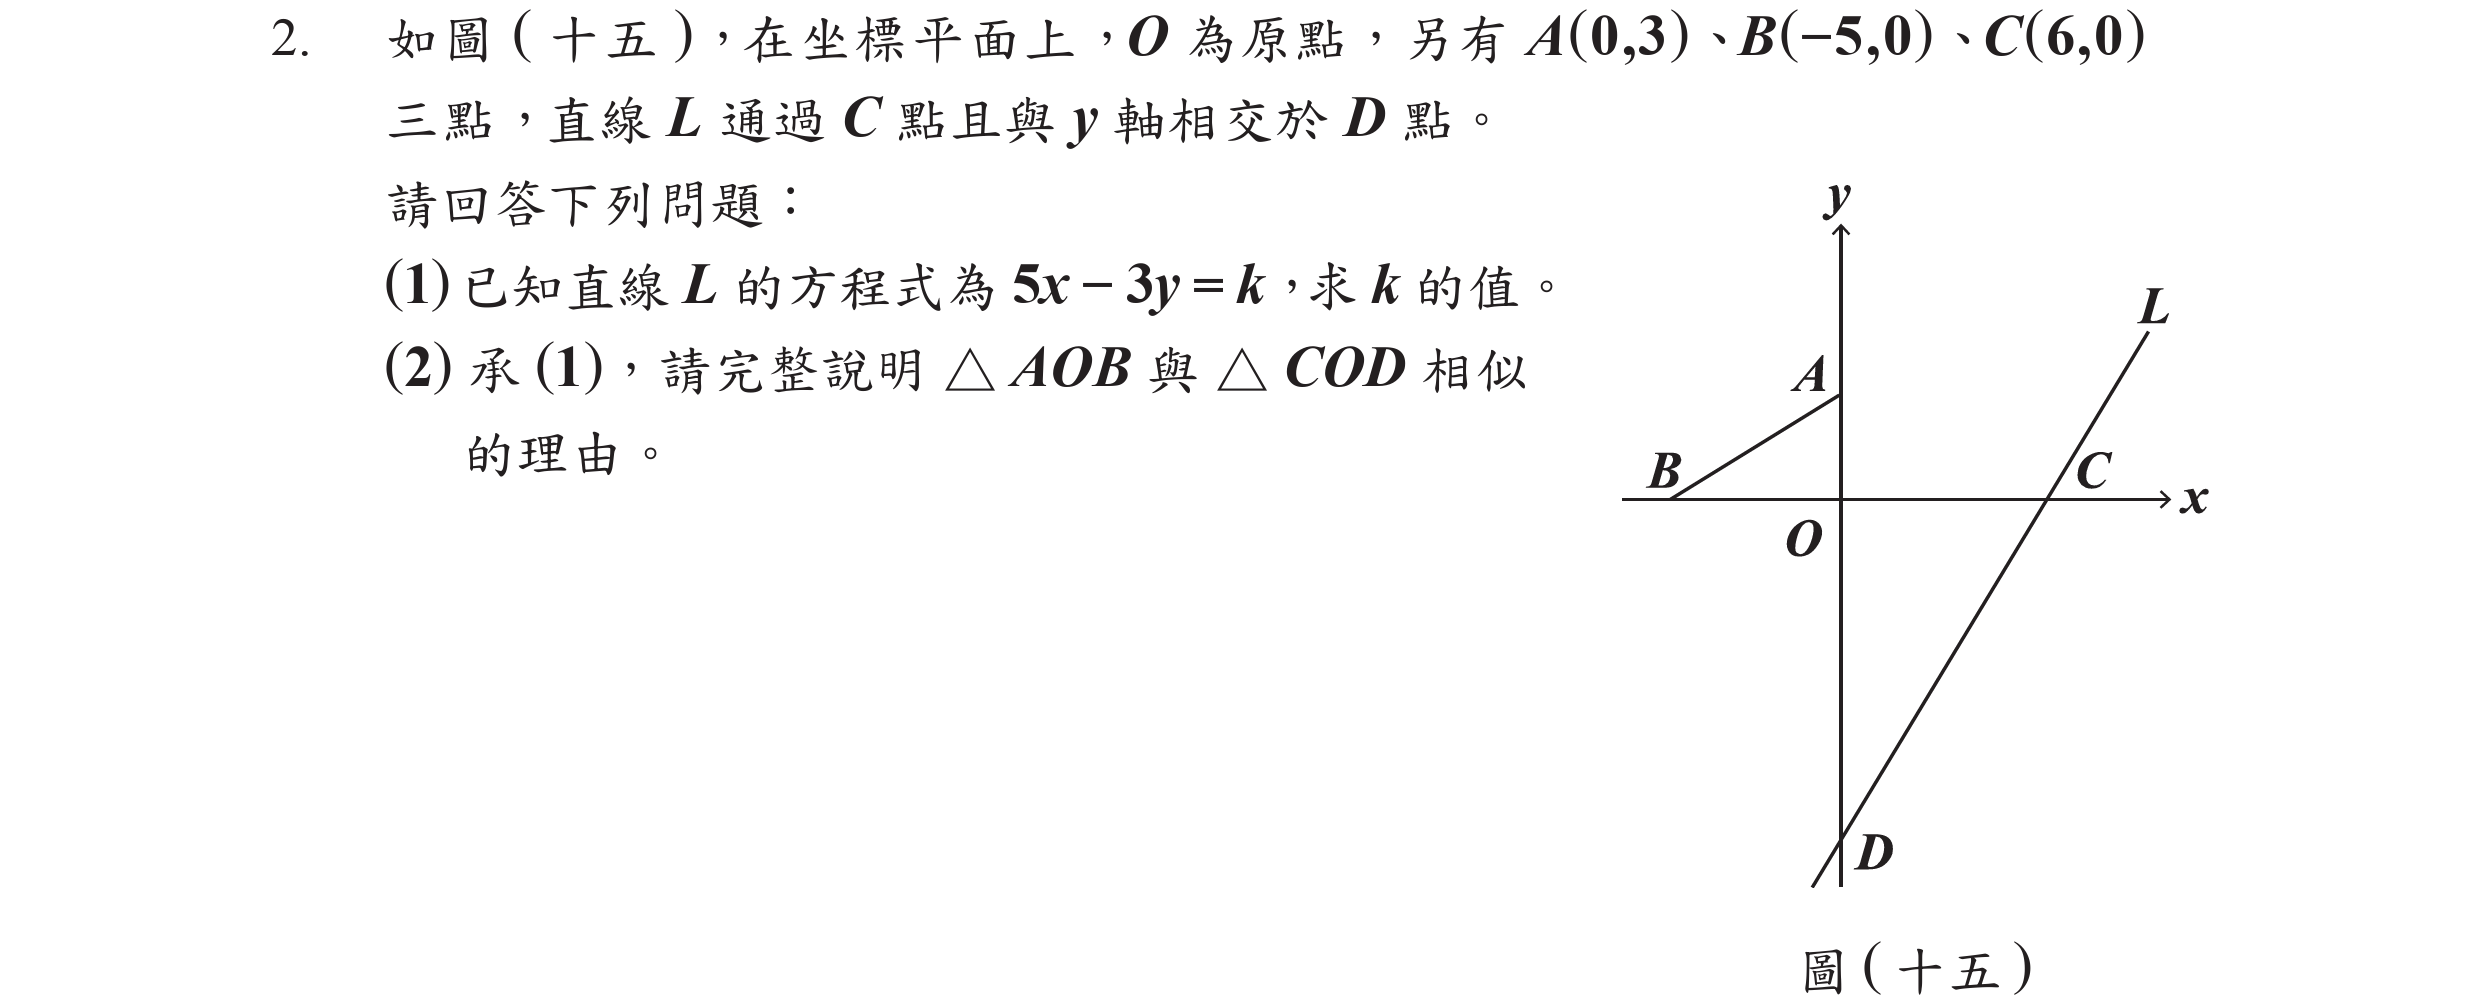 2. 如圖(十五)，在坐標平面上，O 為原點，另有 A(0,3)、B(−5,0)、C(6,0)
三點，直線 L 通過 C 點且與 y 軸相交於 D 點。
請回答下列問題：
(1) 已知直線 L 的方程式為 5x − 3y = k，求 k 的值。
(2) 承 (1)，請完整說明 △ AOB 與 △ COD 相似
的理由。
y
L
A
B
C
x
O
D
圖(十五)